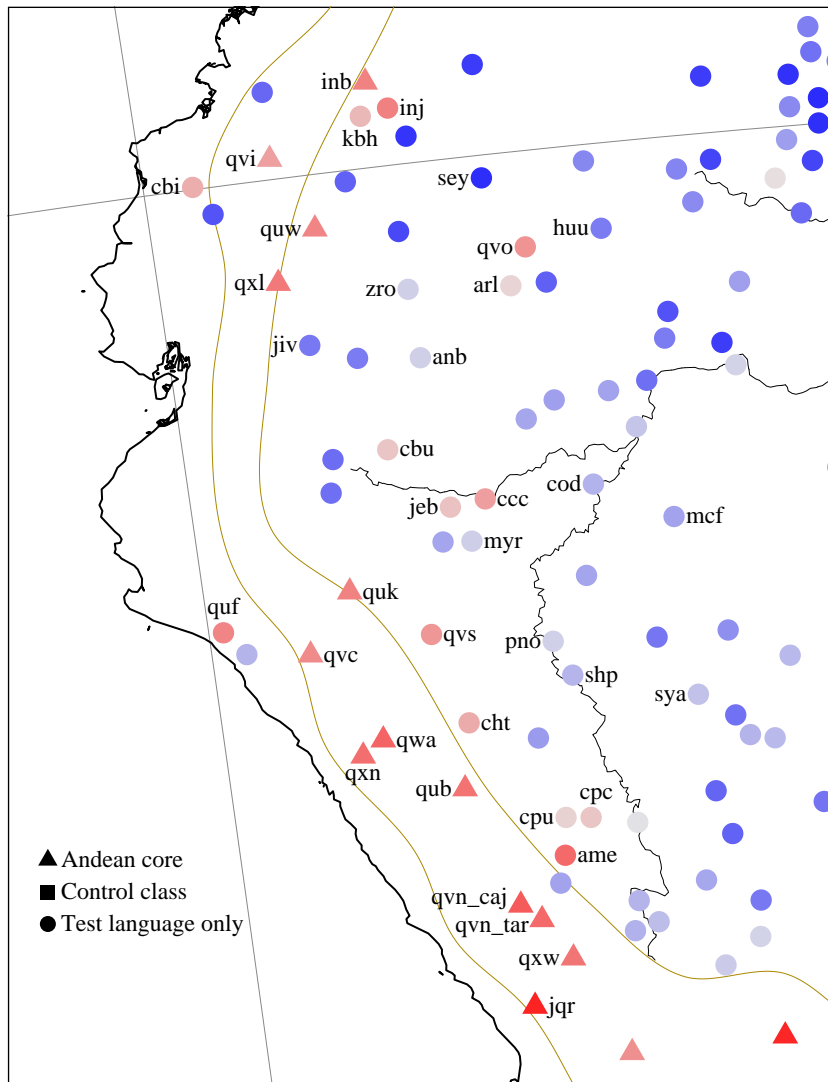 inb
inj
kbh
qvi
cbi
sey
quw
huu
qvo
qxl
zro
arl
jiv
anb
cbu
cod
ccc
jeb
mcf
myr
quk
quf
qvs
pno
qvc
shp
sya
cht
qwa
qxn
qub
cpc
cpu
Andean core
ame
Control class
qvn_caj
Test language only
qvn_tar
qxw
jqr